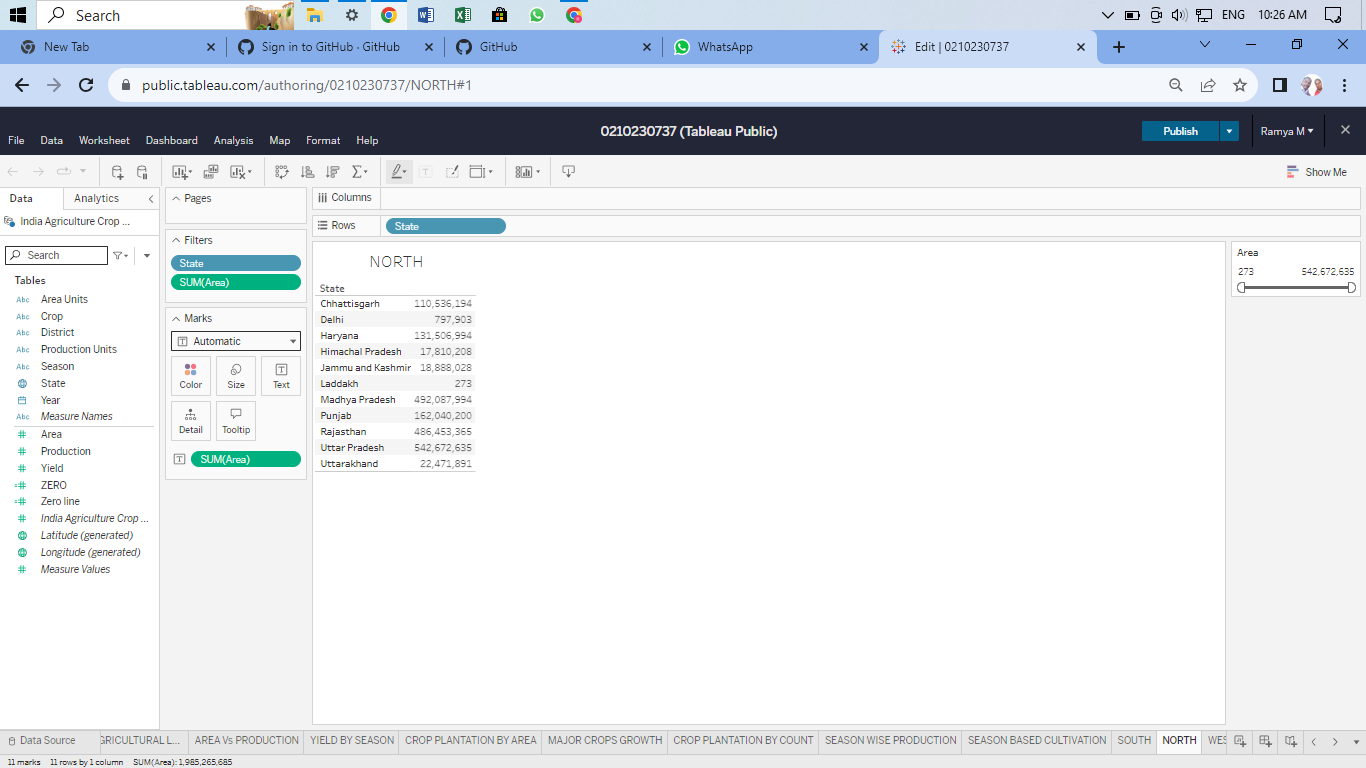 Search
ENG 10:26 AM
New Tab
Sign in to GitHub · GitHub
GitHub
WhatsApp
Edit | 0210230737
public.tableau.com/authoring/0210230737/NORTH#1
0210230737 (Tableau Public)
Publish
Ramya M
File Data Worksheet Dashboard Analysis Map Format Help
Show Me
Data Analytics
India Agriculture Crop ...
Search
Tables
Abc Area Units
Abc Crop
Abc District
Abc Production Units
Abc Season
State
Year
Abc Measure Names
# Area
# Production
# Yield
=# ZERO
=# Zero line
# India Agriculture Crop ...
Latitude (generated)
Longitude (generated)
# Measure Values
Pages
Filters
State
SUM(Area)
Marks
Automatic
Color Size Text
Detail Tooltip
SUM(Area)
Columns
Rows State
NORTH
State
Chhattisgarh 110,536,194
Delhi 797,903
Haryana 131,506,994
Himachal Pradesh 17,810,208
Jammu and Kashmir 18,888,028
Laddakh 273
Madhya Pradesh 492,087,994
Punjab 162,040,200
Rajasthan 486,453,365
Uttar Pradesh 542,672,635
Uttarakhand 22,471,891
Area
273 542,672,635
Data Source GRICULTURAL L... AREA Vs PRODUCTION YIELD BY SEASON CROP PLANTATION BY AREA MAJOR CROPS GROWTH CROP PLANTATION BY COUNT SEASON WISE PRODUCTION SEASON BASED CULTIVATION SOUTH NORTH WES
11 marks 11 rows by 1 column SUM(Area): 1,985,265,685